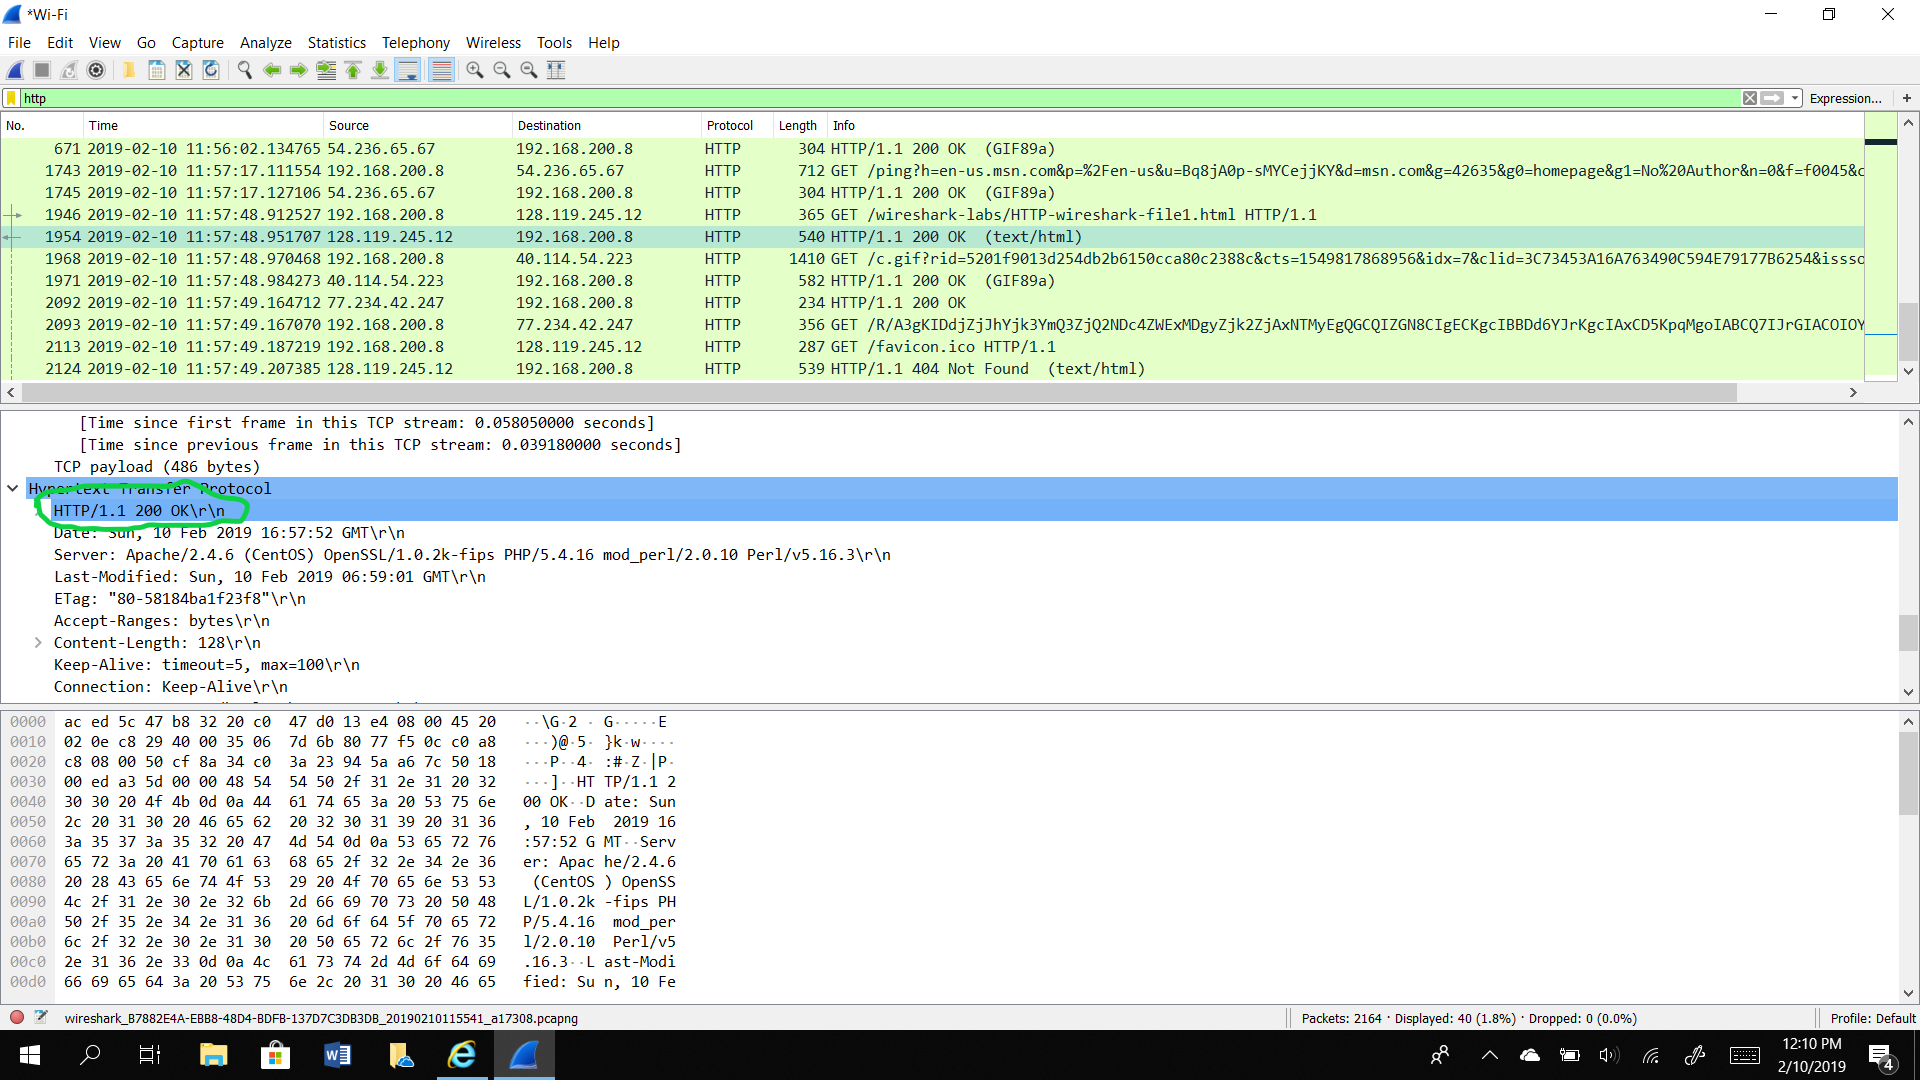 *Wi-Fi
File Edit View Go Capture Analyze Statistics Telephony Wireless Tools Help
http
Expression... +
No. Time Source Destination Protocol Length Info
671 2019-02-10 11:56:02.134765 54.236.65.67 192.168.200.8 HTTP 304 HTTP/1.1 200 OK (GIF89a)
1743 2019-02-10 11:57:17.111554 192.168.200.8 54.236.65.67 HTTP 712 GET /ping?h=en-us.msn.com&p=%2Fen-us&u=Bq8jA0p-sMYCejjKY&d=msn.com&g=42635&g0=homepage&g1=No%20Author&n=0&f=f0045&c
1745 2019-02-10 11:57:17.127106 54.236.65.67 192.168.200.8 HTTP 304 HTTP/1.1 200 OK (GIF89a)
1946 2019-02-10 11:57:48.912527 192.168.200.8 128.119.245.12 HTTP 365 GET /wireshark-labs/HTTP-wireshark-file1.html HTTP/1.1
1954 2019-02-10 11:57:48.951707 128.119.245.12 192.168.200.8 HTTP 540 HTTP/1.1 200 OK (text/html)
1968 2019-02-10 11:57:48.970468 192.168.200.8 40.114.54.223 HTTP 1410 GET /c.gif?rid=5201f9013d254db2b6150cca80c2388c&cts=1549817868956&idx=7&clid=3C73453A16A763490C594E79177B6254&isssc
1971 2019-02-10 11:57:48.984273 40.114.54.223 192.168.200.8 HTTP 582 HTTP/1.1 200 OK (GIF89a)
2092 2019-02-10 11:57:49.164712 77.234.42.247 192.168.200.8 HTTP 234 HTTP/1.1 200 OK
2093 2019-02-10 11:57:49.167070 192.168.200.8 77.234.42.247 HTTP 356 GET /R/A3gKIDdjZjJhYjk3YmQ3ZjQ2NDc4ZWExMDgyZjk2ZjAxNTMyEgQGCQIZGN8CIgECKgcIBBDd6YJrKgcIAxCD5KpqMgoIABCQ7IJrGIACOIOY
2113 2019-02-10 11:57:49.187219 192.168.200.8 128.119.245.12 HTTP 287 GET /favicon.ico HTTP/1.1
2124 2019-02-10 11:57:49.207385 128.119.245.12 192.168.200.8 HTTP 539 HTTP/1.1 404 Not Found (text/html)
[Time since first frame in this TCP stream: 0.058050000 seconds]
[Time since previous frame in this TCP stream: 0.039180000 seconds]
TCP payload (486 bytes)
Hypertext Transfer Protocol
HTTP/1.1 200 OK\r\n
Date: Sun, 10 Feb 2019 16:57:52 GMT\r\n
Server: Apache/2.4.6 (CentOS) OpenSSL/1.0.2k-fips PHP/5.4.16 mod_perl/2.0.10 Perl/v5.16.3\r\n
Last-Modified: Sun, 10 Feb 2019 06:59:01 GMT\r\n
ETag: "80-58184ba1f23f8"\r\n
Accept-Ranges: bytes\r\n
Content-Length: 128\r\n
Keep-Alive: timeout=5, max=100\r\n
Connection: Keep-Alive\r\n
0000 ac ed 5c 47 b8 32 20 c0 47 d0 13 e4 08 00 45 20 ··\G·2 · G·····E
0010 02 0e c8 29 40 00 35 06 7d 6b 80 77 f5 0c c0 a8 ···)@·5· }k·w····
0020 c8 08 00 50 cf 8a 34 c0 3a 23 94 5a a6 7c 50 18 ···P··4· :#·Z·|P·
0030 00 ed a3 5d 00 00 48 54 54 50 2f 31 2e 31 20 32 ···]··HT TP/1.1 2
0040 30 30 20 4f 4b 0d 0a 44 61 74 65 3a 20 53 75 6e 00 OK··D ate: Sun
0050 2c 20 31 30 20 46 65 62 20 32 30 31 39 20 31 36 , 10 Feb 2019 16
0060 3a 35 37 3a 35 32 20 47 4d 54 0d 0a 53 65 72 76 :57:52 G MT··Serv
0070 65 72 3a 20 41 70 61 63 68 65 2f 32 2e 34 2e 36 er: Apac he/2.4.6
0080 20 28 43 65 6e 74 4f 53 29 20 4f 70 65 6e 53 53 (CentOS ) OpenSS
0090 4c 2f 31 2e 30 2e 32 6b 2d 66 69 70 73 20 50 48 L/1.0.2k -fips PH
00a0 50 2f 35 2e 34 2e 31 36 20 6d 6f 64 5f 70 65 72 P/5.4.16 mod_per
00b0 6c 2f 32 2e 30 2e 31 30 20 50 65 72 6c 2f 76 35 l/2.0.10 Perl/v5
00c0 2e 31 36 2e 33 0d 0a 4c 61 73 74 2d 4d 6f 64 69 .16.3··L ast-Modi
00d0 66 69 65 64 3a 20 53 75 6e 2c 20 31 30 20 46 65 fied: Su n, 10 Fe
wireshark_B7882E4A-EBB8-48D4-BDFB-137D7C3DB3DB_20190210115541_a17308.pcapng
Packets: 2164 · Displayed: 40 (1.8%) · Dropped: 0 (0.0%)
Profile: Default
12:10 PM
2/10/2019
4